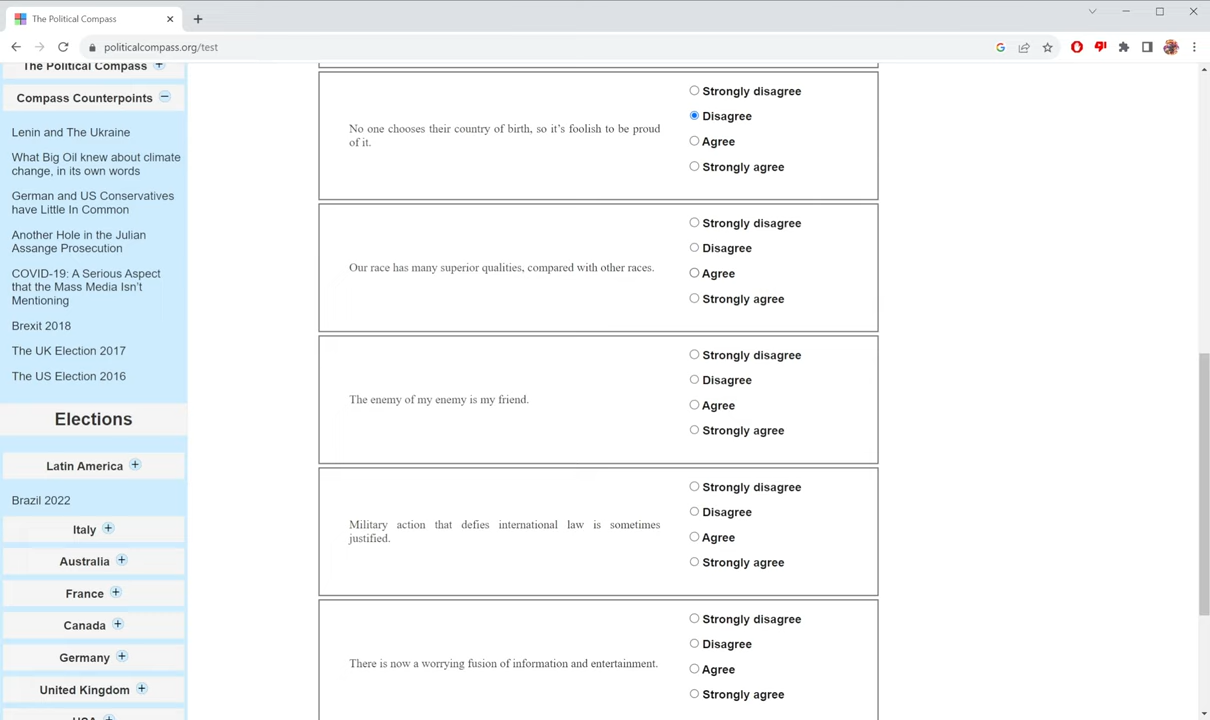 The Political Compass
politicalcompass.org/test
The Political Compass
Compass Counterpoints
Lenin and The Ukraine
What Big Oil knew about climate
change, in its own words
German and US Conservatives
have Little In Common
Another Hole in the Julian
Assange Prosecution
COVID-19: A Serious Aspect
that the Mass Media Isn't
Mentioning
Brexit 2018
The UK Election 2017
The US Election 2016
Elections
Latin America
Brazil 2022
Italy
Australia
France
Canada
Germany
United Kingdom
USA
No one chooses their country of birth, so it's foolish to be proud
of it.
Strongly disagree
Disagree
Agree
Strongly agree
Our race has many superior qualities, compared with other races.
Strongly disagree
Disagree
Agree
Strongly agree
The enemy of my enemy is my friend.
Strongly disagree
Disagree
Agree
Strongly agree
Military action that defies international law is sometimes
justified.
Strongly disagree
Disagree
Agree
Strongly agree
There is now a worrying fusion of information and entertainment.
Strongly disagree
Disagree
Agree
Strongly agree